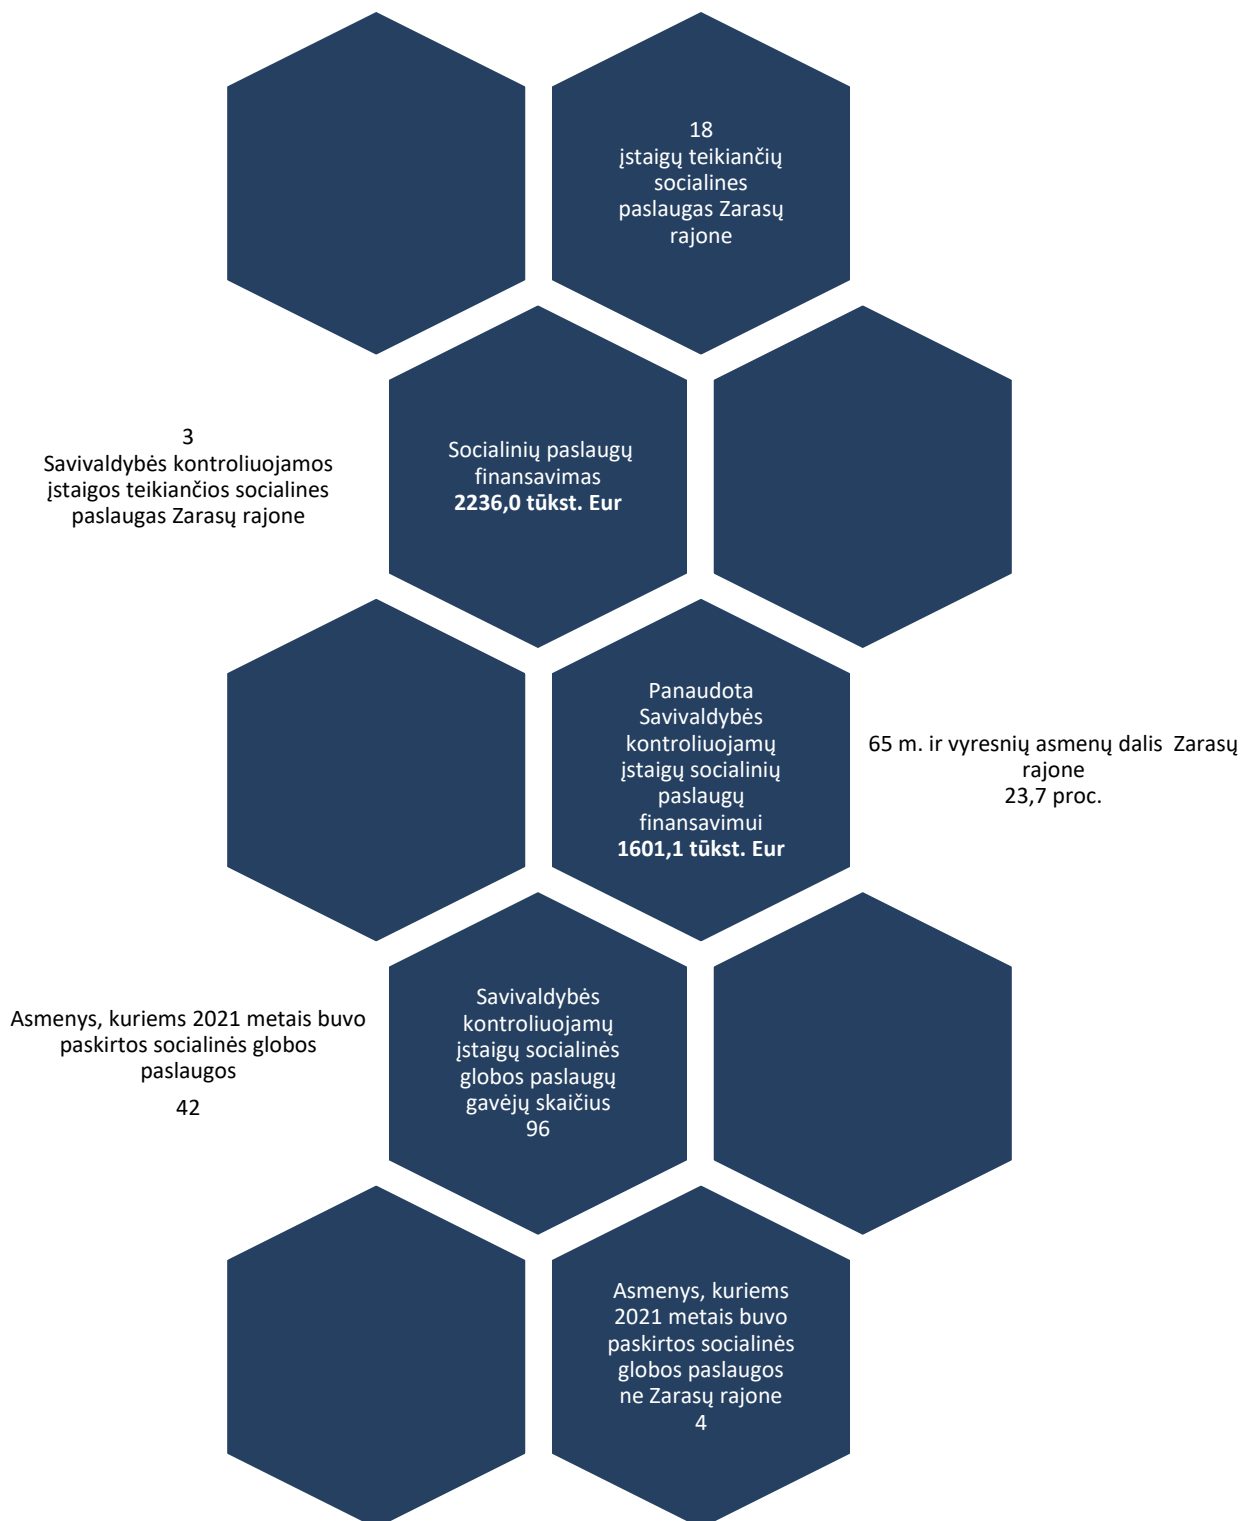 18
įstaigų teikiančių
socialines
paslaugas Zarasų
rajone
3
Savivaldybės kontroliuojamos
įstaigos teikiančios socialines
paslaugas Zarasų rajone
Socialinių paslaugų
finansavimas
2236,0 tūkst. Eur
Panaudota
Savivaldybės
kontroliuojamų
įstaigų socialinių
paslaugų
finansavimui
1601,1 tūkst. Eur
65 m. ir vyresnių asmenų dalis  Zarasų
rajone
23,7 proc.
Asmenys, kuriems 2021 metais buvo
paskirtos socialinės globos
paslaugos
42
Savivaldybės
kontroliuojamų
įstaigų socialinės
globos paslaugų
gavėjų skaičius
96
Asmenys, kuriems
2021 metais buvo
paskirtos socialinės
globos paslaugos
ne Zarasų rajone
4